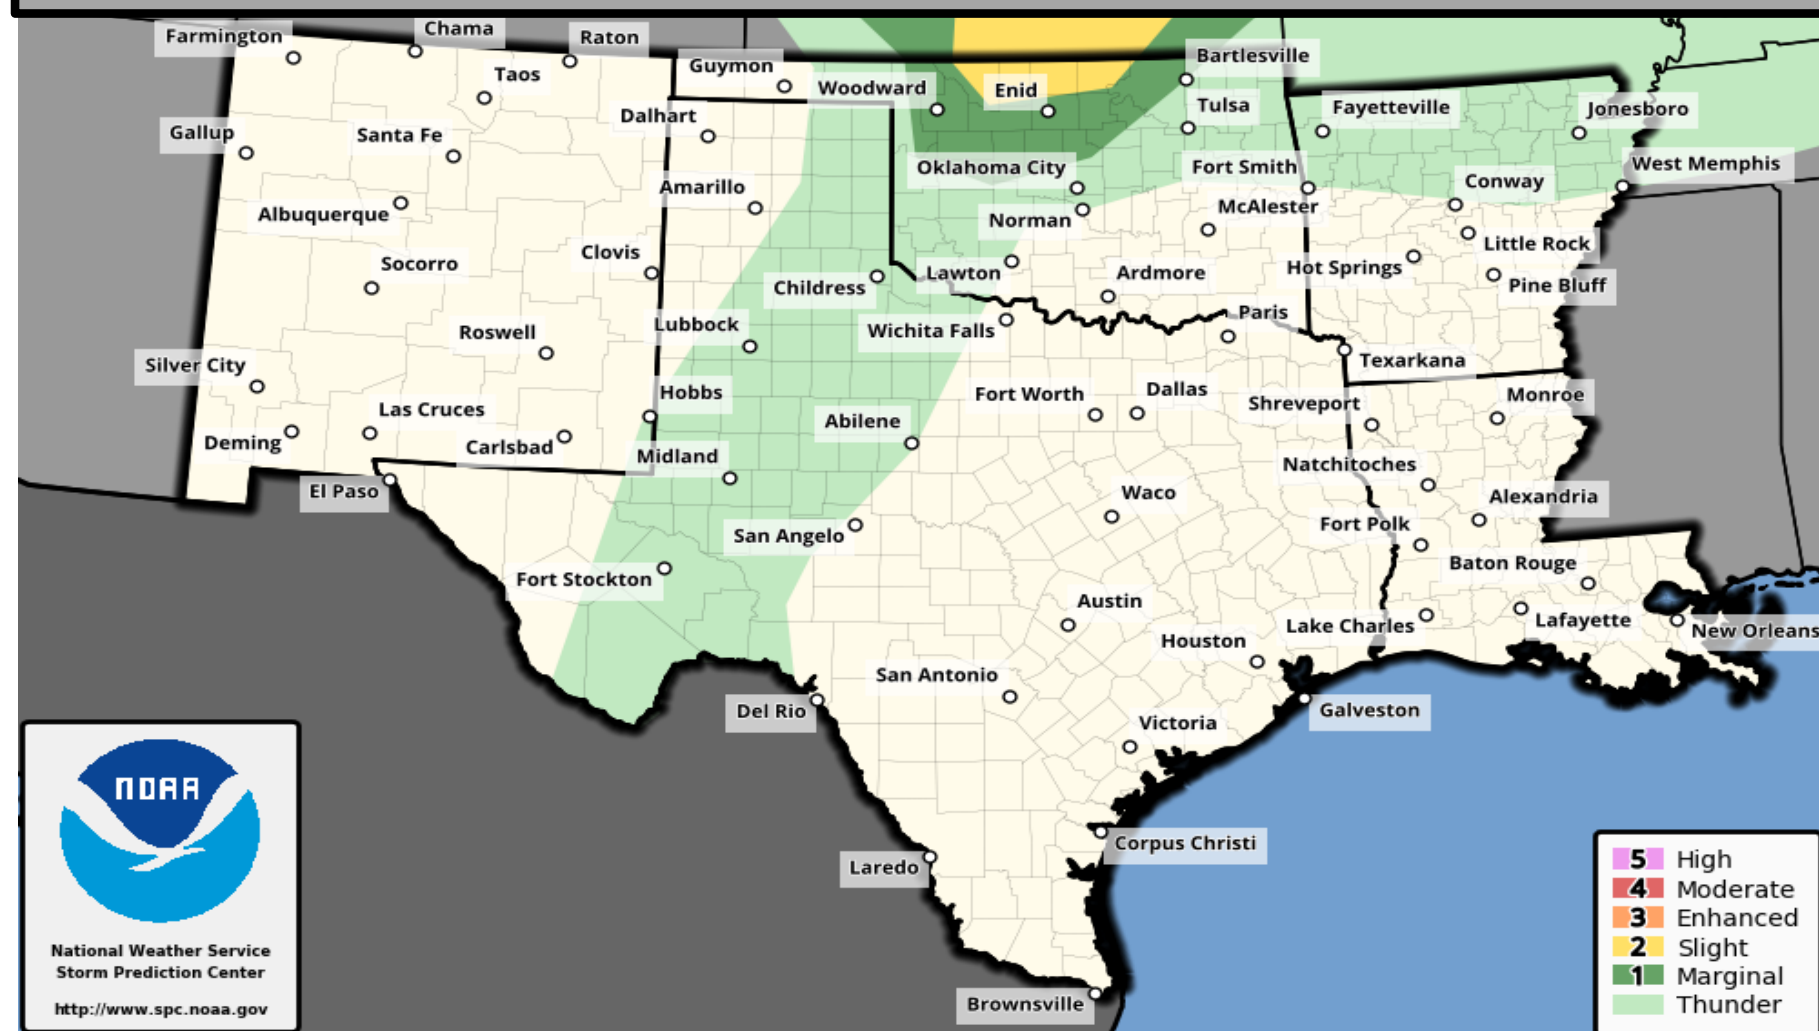 Farmington
Chama
Raton
Taos
Guymon
Woodward
Enid
Bartlesville
Dalhart
Tulsa
Fayetteville
Jonesboro
Gallup
Santa Fe
Oklahoma City
Fort Smith
Conway
West Memphis
Amarillo
Albuquerque
Norman
McAlester
Socorro
Clovis
Childress
Lawton
Ardmore
Hot Springs
Little Rock
Pine Bluff
Roswell
Lubbock
Wichita Falls
Paris
Silver City
Texarkana
Las Cruces
Hobbs
Fort Worth
Dallas
Shreveport
Monroe
Deming
Carlsbad
Midland
Abilene
Natchitoches
El Paso
San Angelo
Waco
Fort Polk
Alexandria
Fort Stockton
Baton Rouge
Austin
Houston
Lake Charles
Lafayette
New Orleans
San Antonio
Del Rio
Victoria
Galveston
Corpus Christi
Laredo
Brownsville
NOAA
National Weather Service
Storm Prediction Center
http://www.spc.noaa.gov
5 High
4 Moderate
3 Enhanced
2 Slight
1 Marginal
Thunder